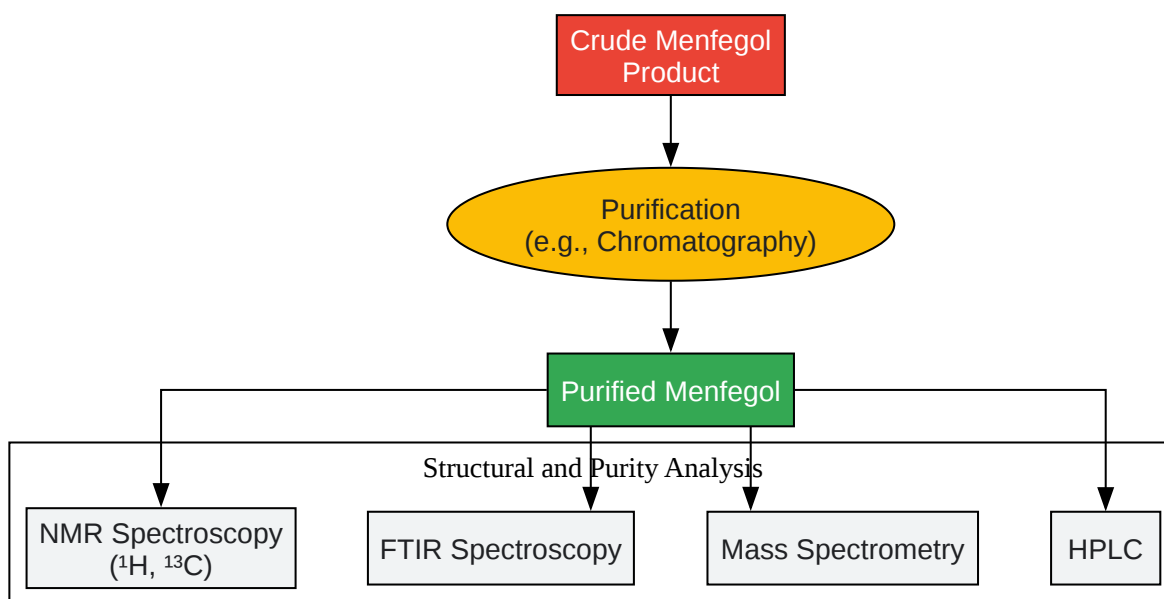 Crude Menfegol
Product
Purification
(e.g., Chromatography)
Purified Menfegol
Structural and Purity Analysis
NMR Spectroscopy
(¹H, ¹³C)
FTIR Spectroscopy
Mass Spectrometry
HPLC